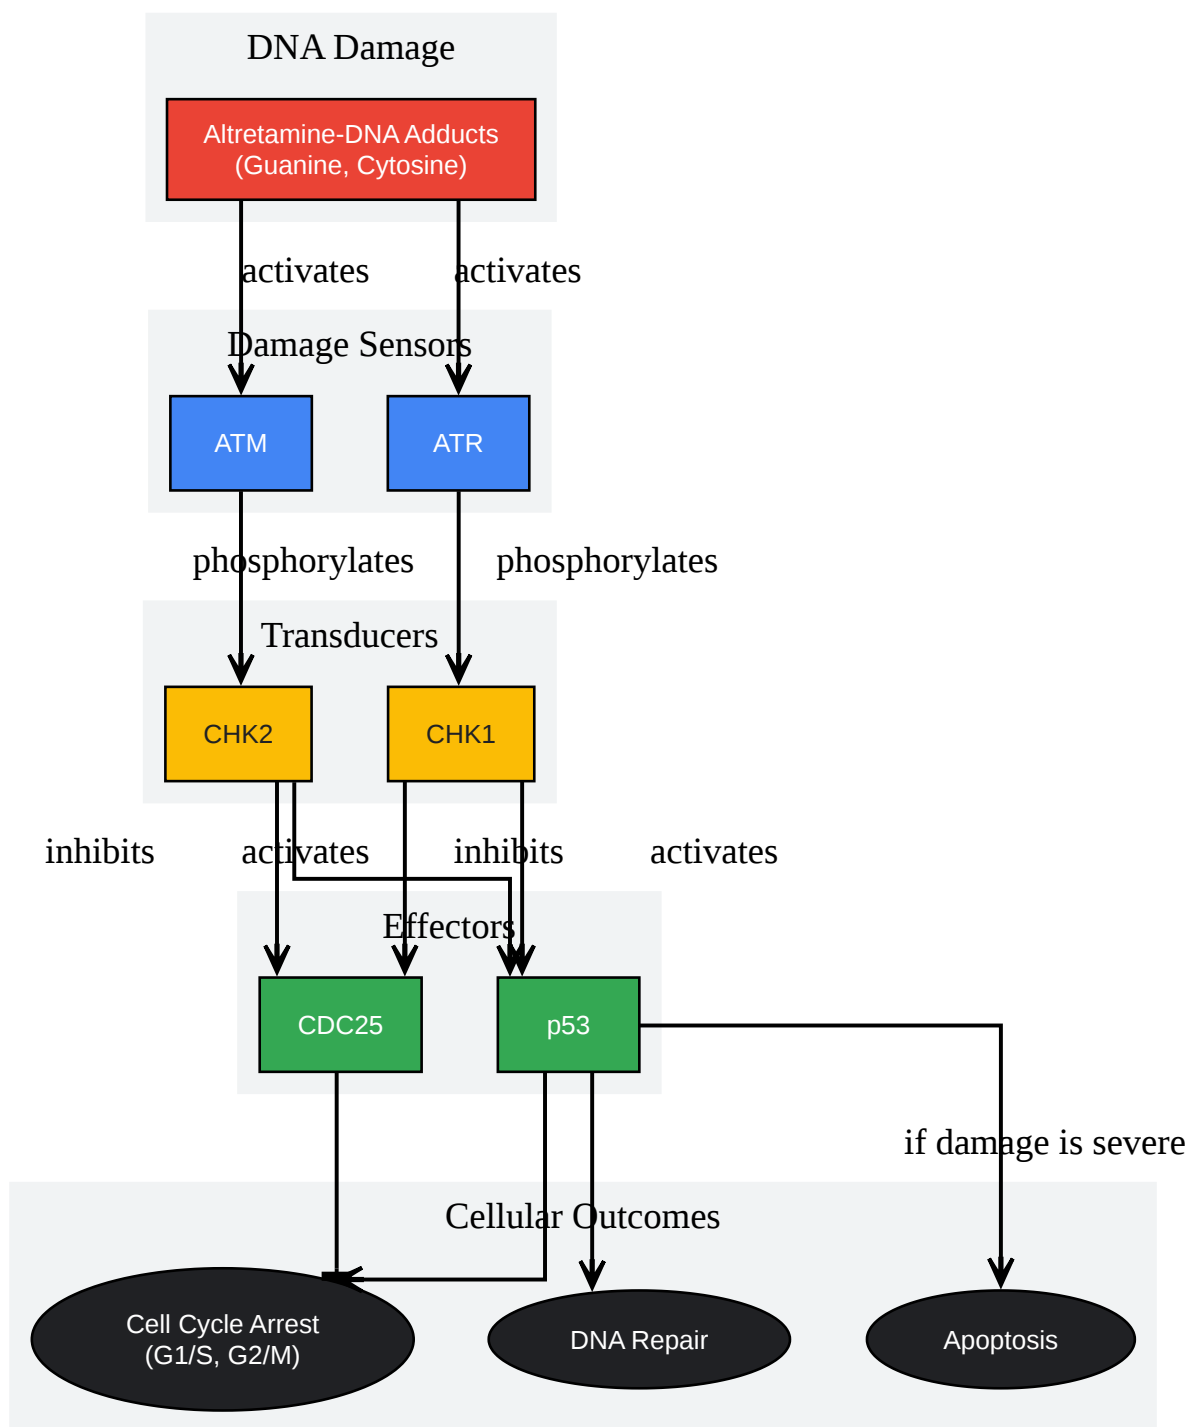 DNA Damage
Altretamine-DNA Adducts
(Guanine, Cytosine)
activates
activates
Damage Sensors
ATM
ATR
phosphorylates
phosphorylates
Transducers
CHK2
CHK1
inhibits
activates
inhibits
activates
Effectors
CDC25
p53
if damage is severe
Cellular Outcomes
Cell Cycle Arrest
(G1/S, G2/M)
DNA Repair
Apoptosis